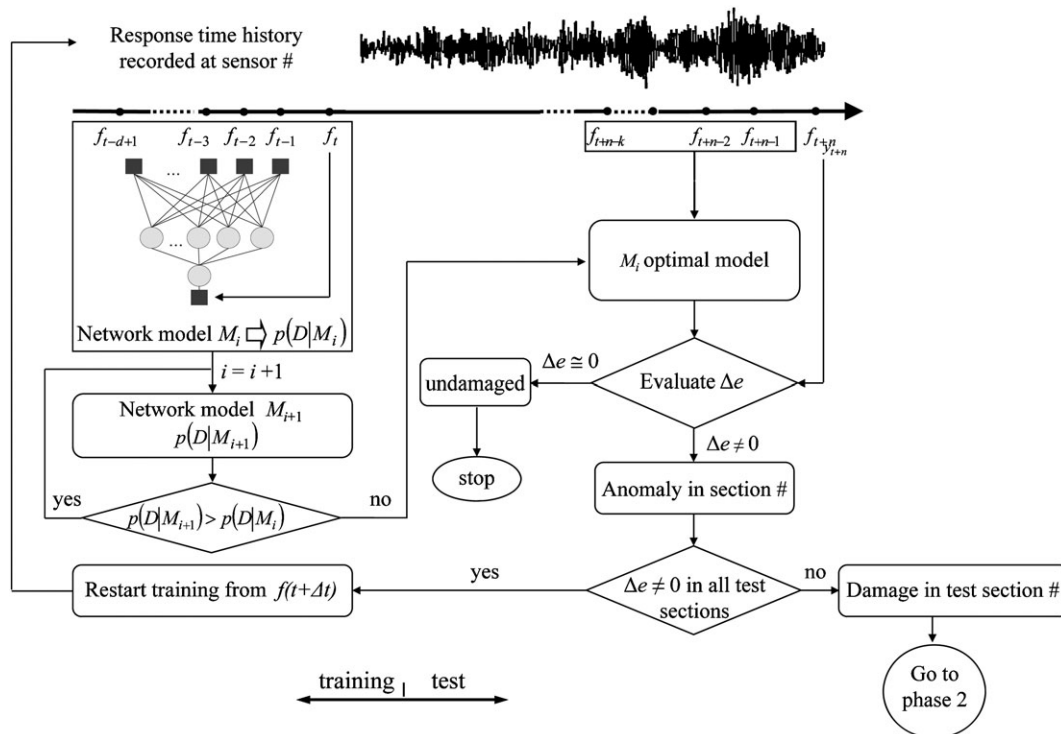 Response time history
recorded at sensor #
f_{t−d+1} f_{t−3} f_{t−2} f_{t−1} f_t
f_{t+n−k} f_{t+n−2} f_{t+n−1} f_{t+n}
y_{t+n}
...
...
Network model M_i ⇨ p(D|M_i)
i = i +1
Network model M_{i+1}
p(D|M_{i+1})
yes
p(D|M_{i+1}) > p(D|M_i)
no
M_i optimal model
Evaluate Δe
Δe ≅ 0
undamaged
stop
Δe ≠ 0
Anomaly in section #
Δe ≠ 0 in all test
sections
yes
Restart training from f(t+Δt)
no
Damage in test section #
Go to
phase 2
training test